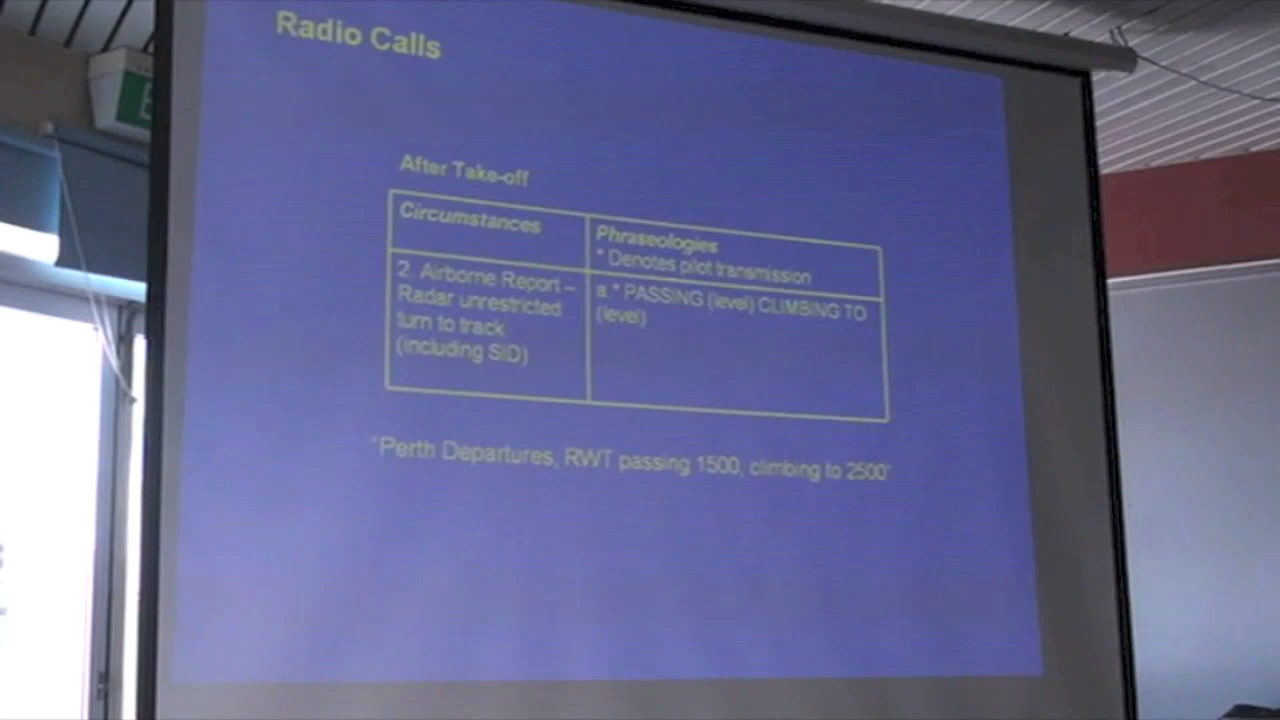 Radio Calls
After Take-off
Circumstances
Phraseologies
* Denotes pilot transmission
2. Airborne Report –
Radar unrestricted
turn to track
(including SID)
a.* PASSING (level) CLIMBING TO
(level)
"Perth Departures, RWT passing 1500, climbing to 2500"